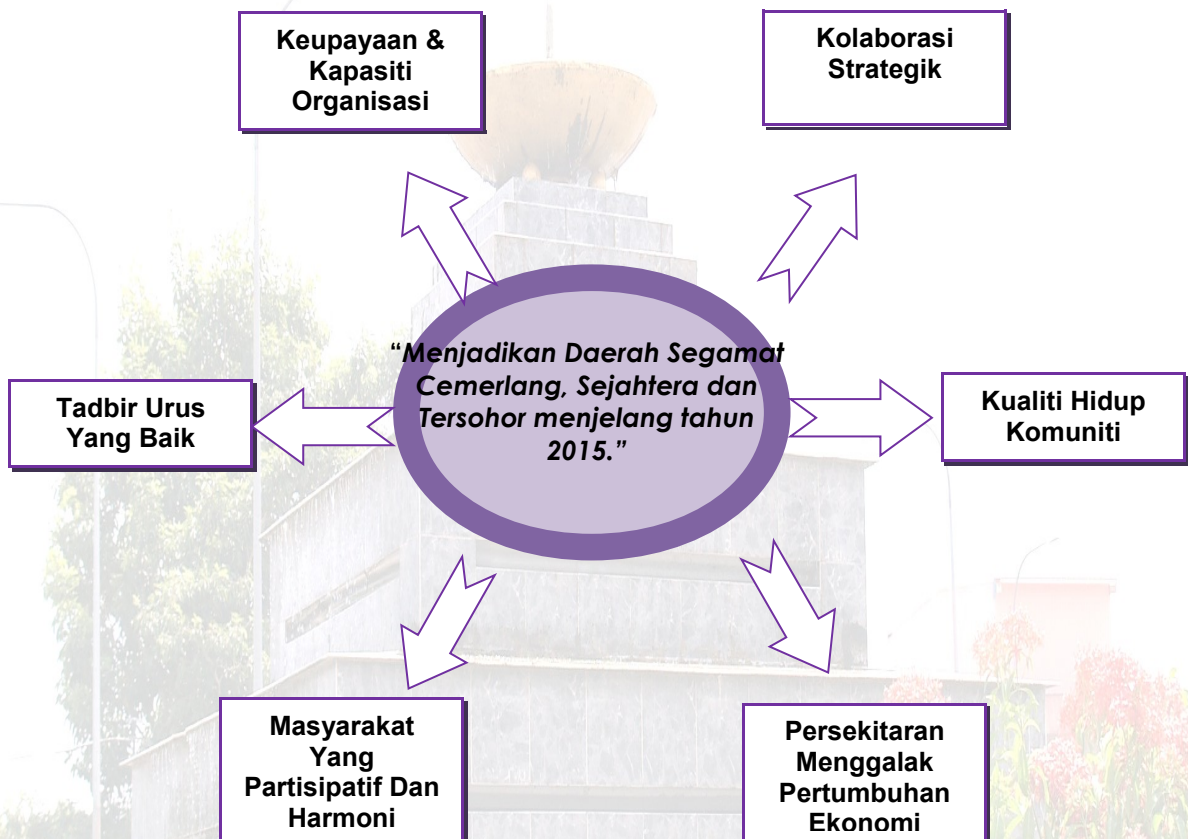 Keupayaan &
Kapasiti
Organisasi
Kolaborasi
Strategik
“Menjadikan Daerah Segamat
Cemerlang, Sejahtera dan
Tersohor menjelang tahun
2015.”
Tadbir Urus
Yang Baik
Kualiti Hidup
Komuniti
Masyarakat
Yang
Partisipatif Dan
Harmoni
Persekitaran
Menggalak
Pertumbuhan
Ekonomi